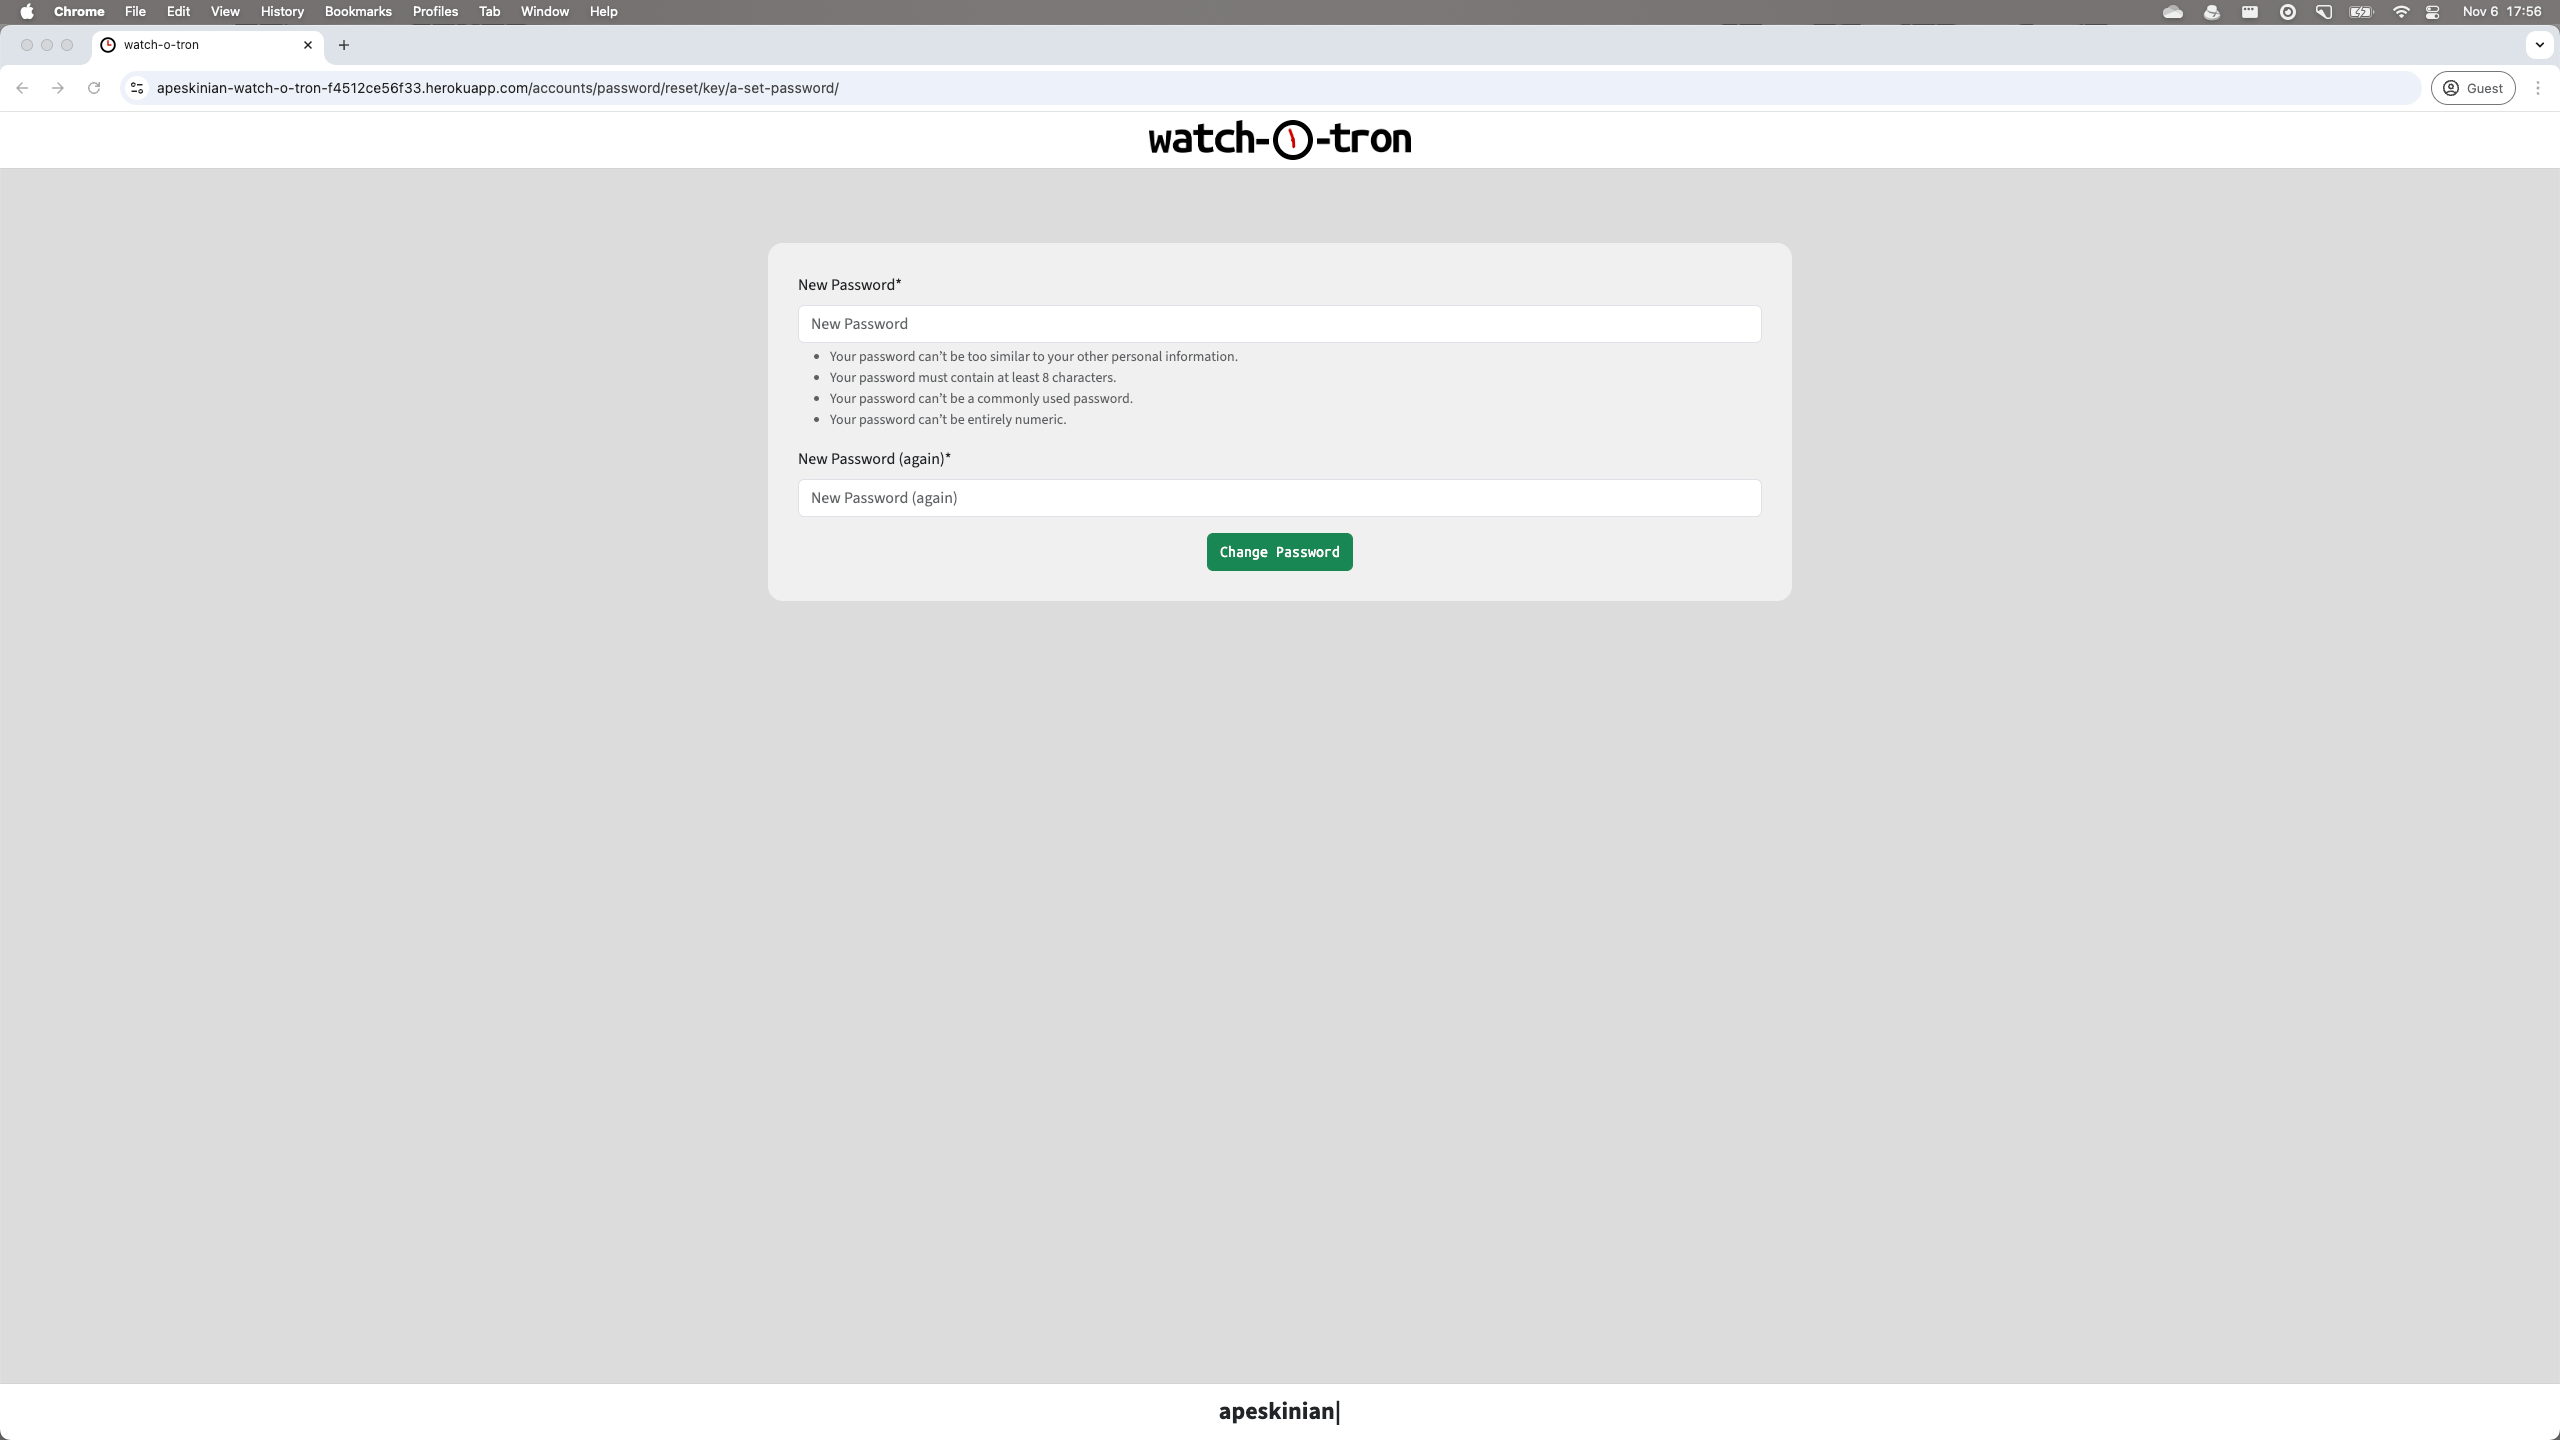 Chrome File Edit View History Bookmarks Profiles Tab Window Help Nov 6 17:56
watch-o-tron
apeskinian-watch-o-tron-f4512ce56f33.herokuapp.com/accounts/password/reset/key/a-set-password/ Guest
watch-o-tron
New Password*
New Password
• Your password can’t be too similar to your other personal information.
• Your password must contain at least 8 characters.
• Your password can’t be a commonly used password.
• Your password can’t be entirely numeric.
New Password (again)*
New Password (again)
Change Password
apeskinian|